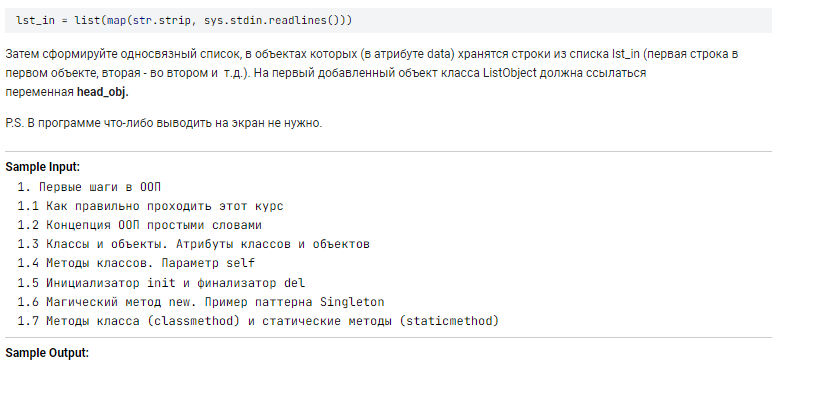 lst_in = list(map(str.strip, sys.stdin.readlines()))
Затем сформируйте односвязный список, в объектах которых (в атрибуте data) хранятся строки из списка lst_in (первая строка в
первом объекте, вторая - во втором и т.д.). На первый добавленный объект класса ListObject должна ссылаться
переменная head_obj.
P.S. В программе что-либо выводить на экран не нужно.
Sample Input:
1. Первые шаги в ООП
1.1 Как правильно проходить этот курс
1.2 Концепция ООП простыми словами
1.3 Классы и объекты. Атрибуты классов и объектов
1.4 Методы классов. Параметр self
1.5 Инициализатор init и финализатор del
1.6 Магический метод new. Пример паттерна Singleton
1.7 Методы класса (classmethod) и статические методы (staticmethod)
Sample Output: